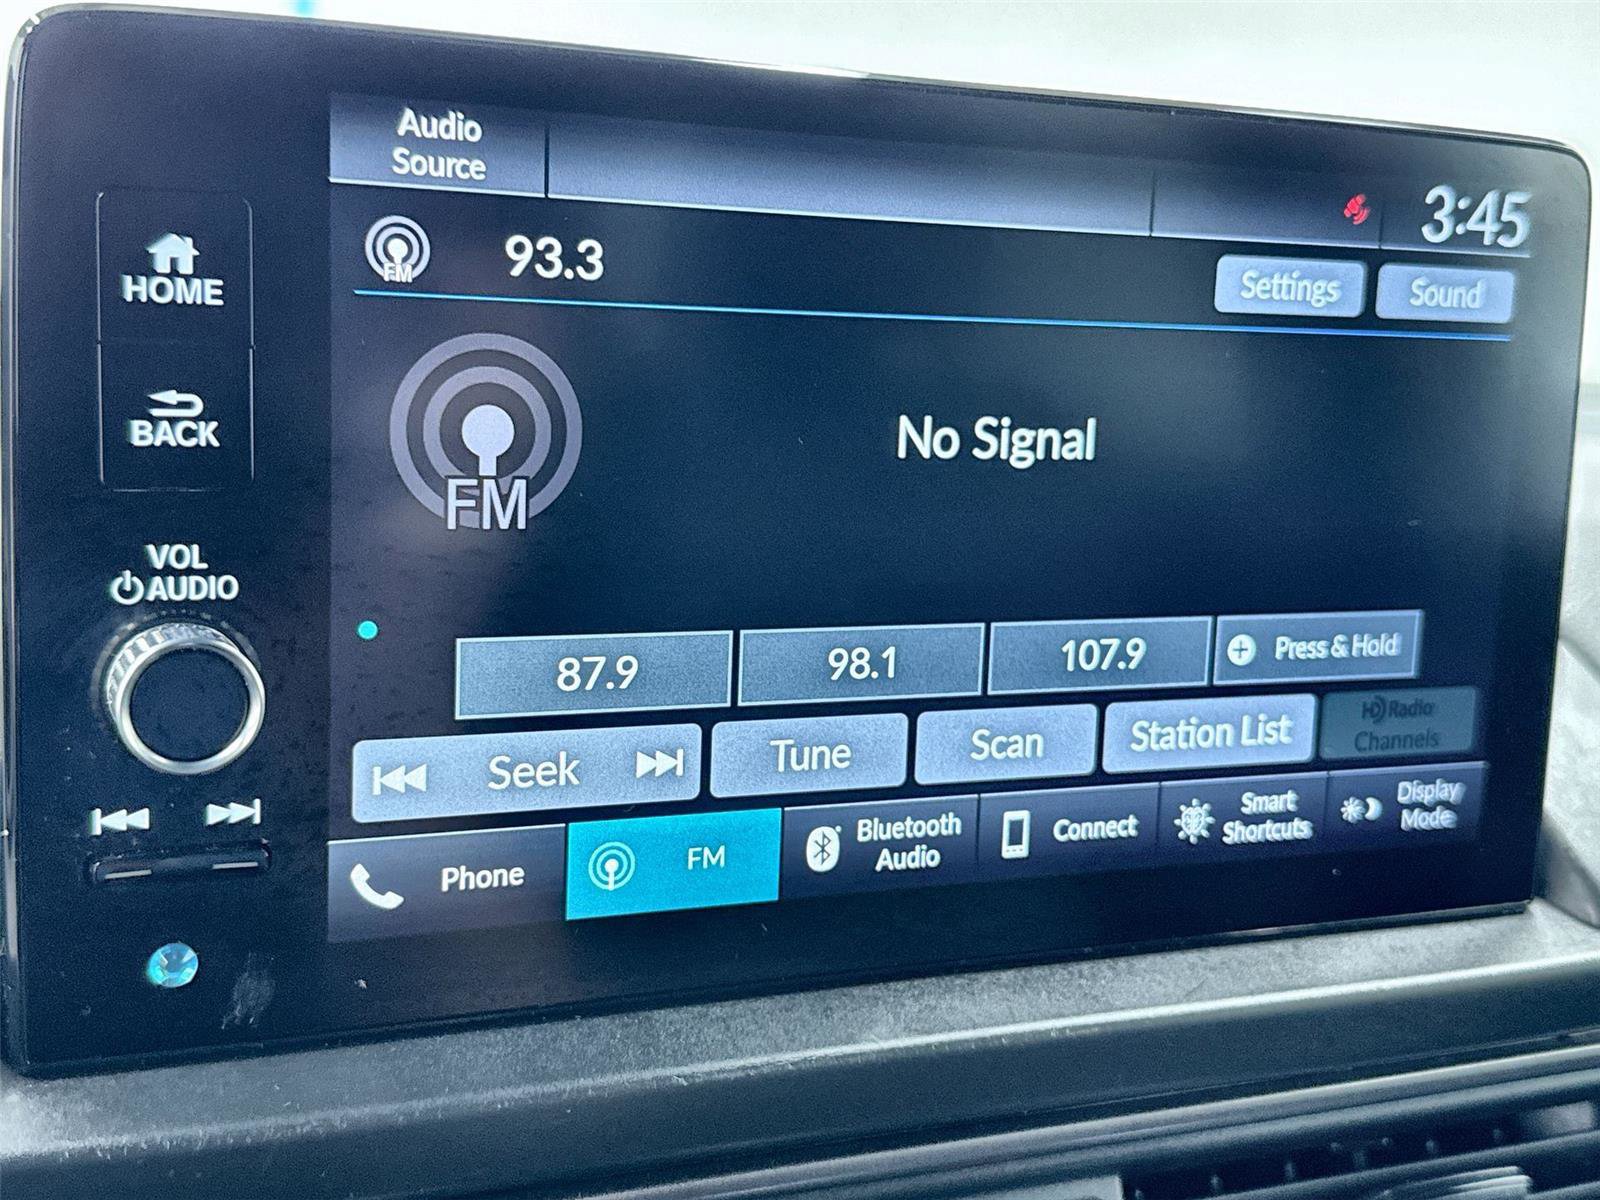 Audio
Source
3:45
FM
93.3
Settings
Sound
HOME
BACK
FM
No Signal
VOL
AUDIO
87.9
98.1
107.9
Press & Hold
Seek
Tune
Scan
Station List
HD Radio
Channels
Phone
FM
Bluetooth
Audio
Connect
Smart
Shortcuts
Display
Mode